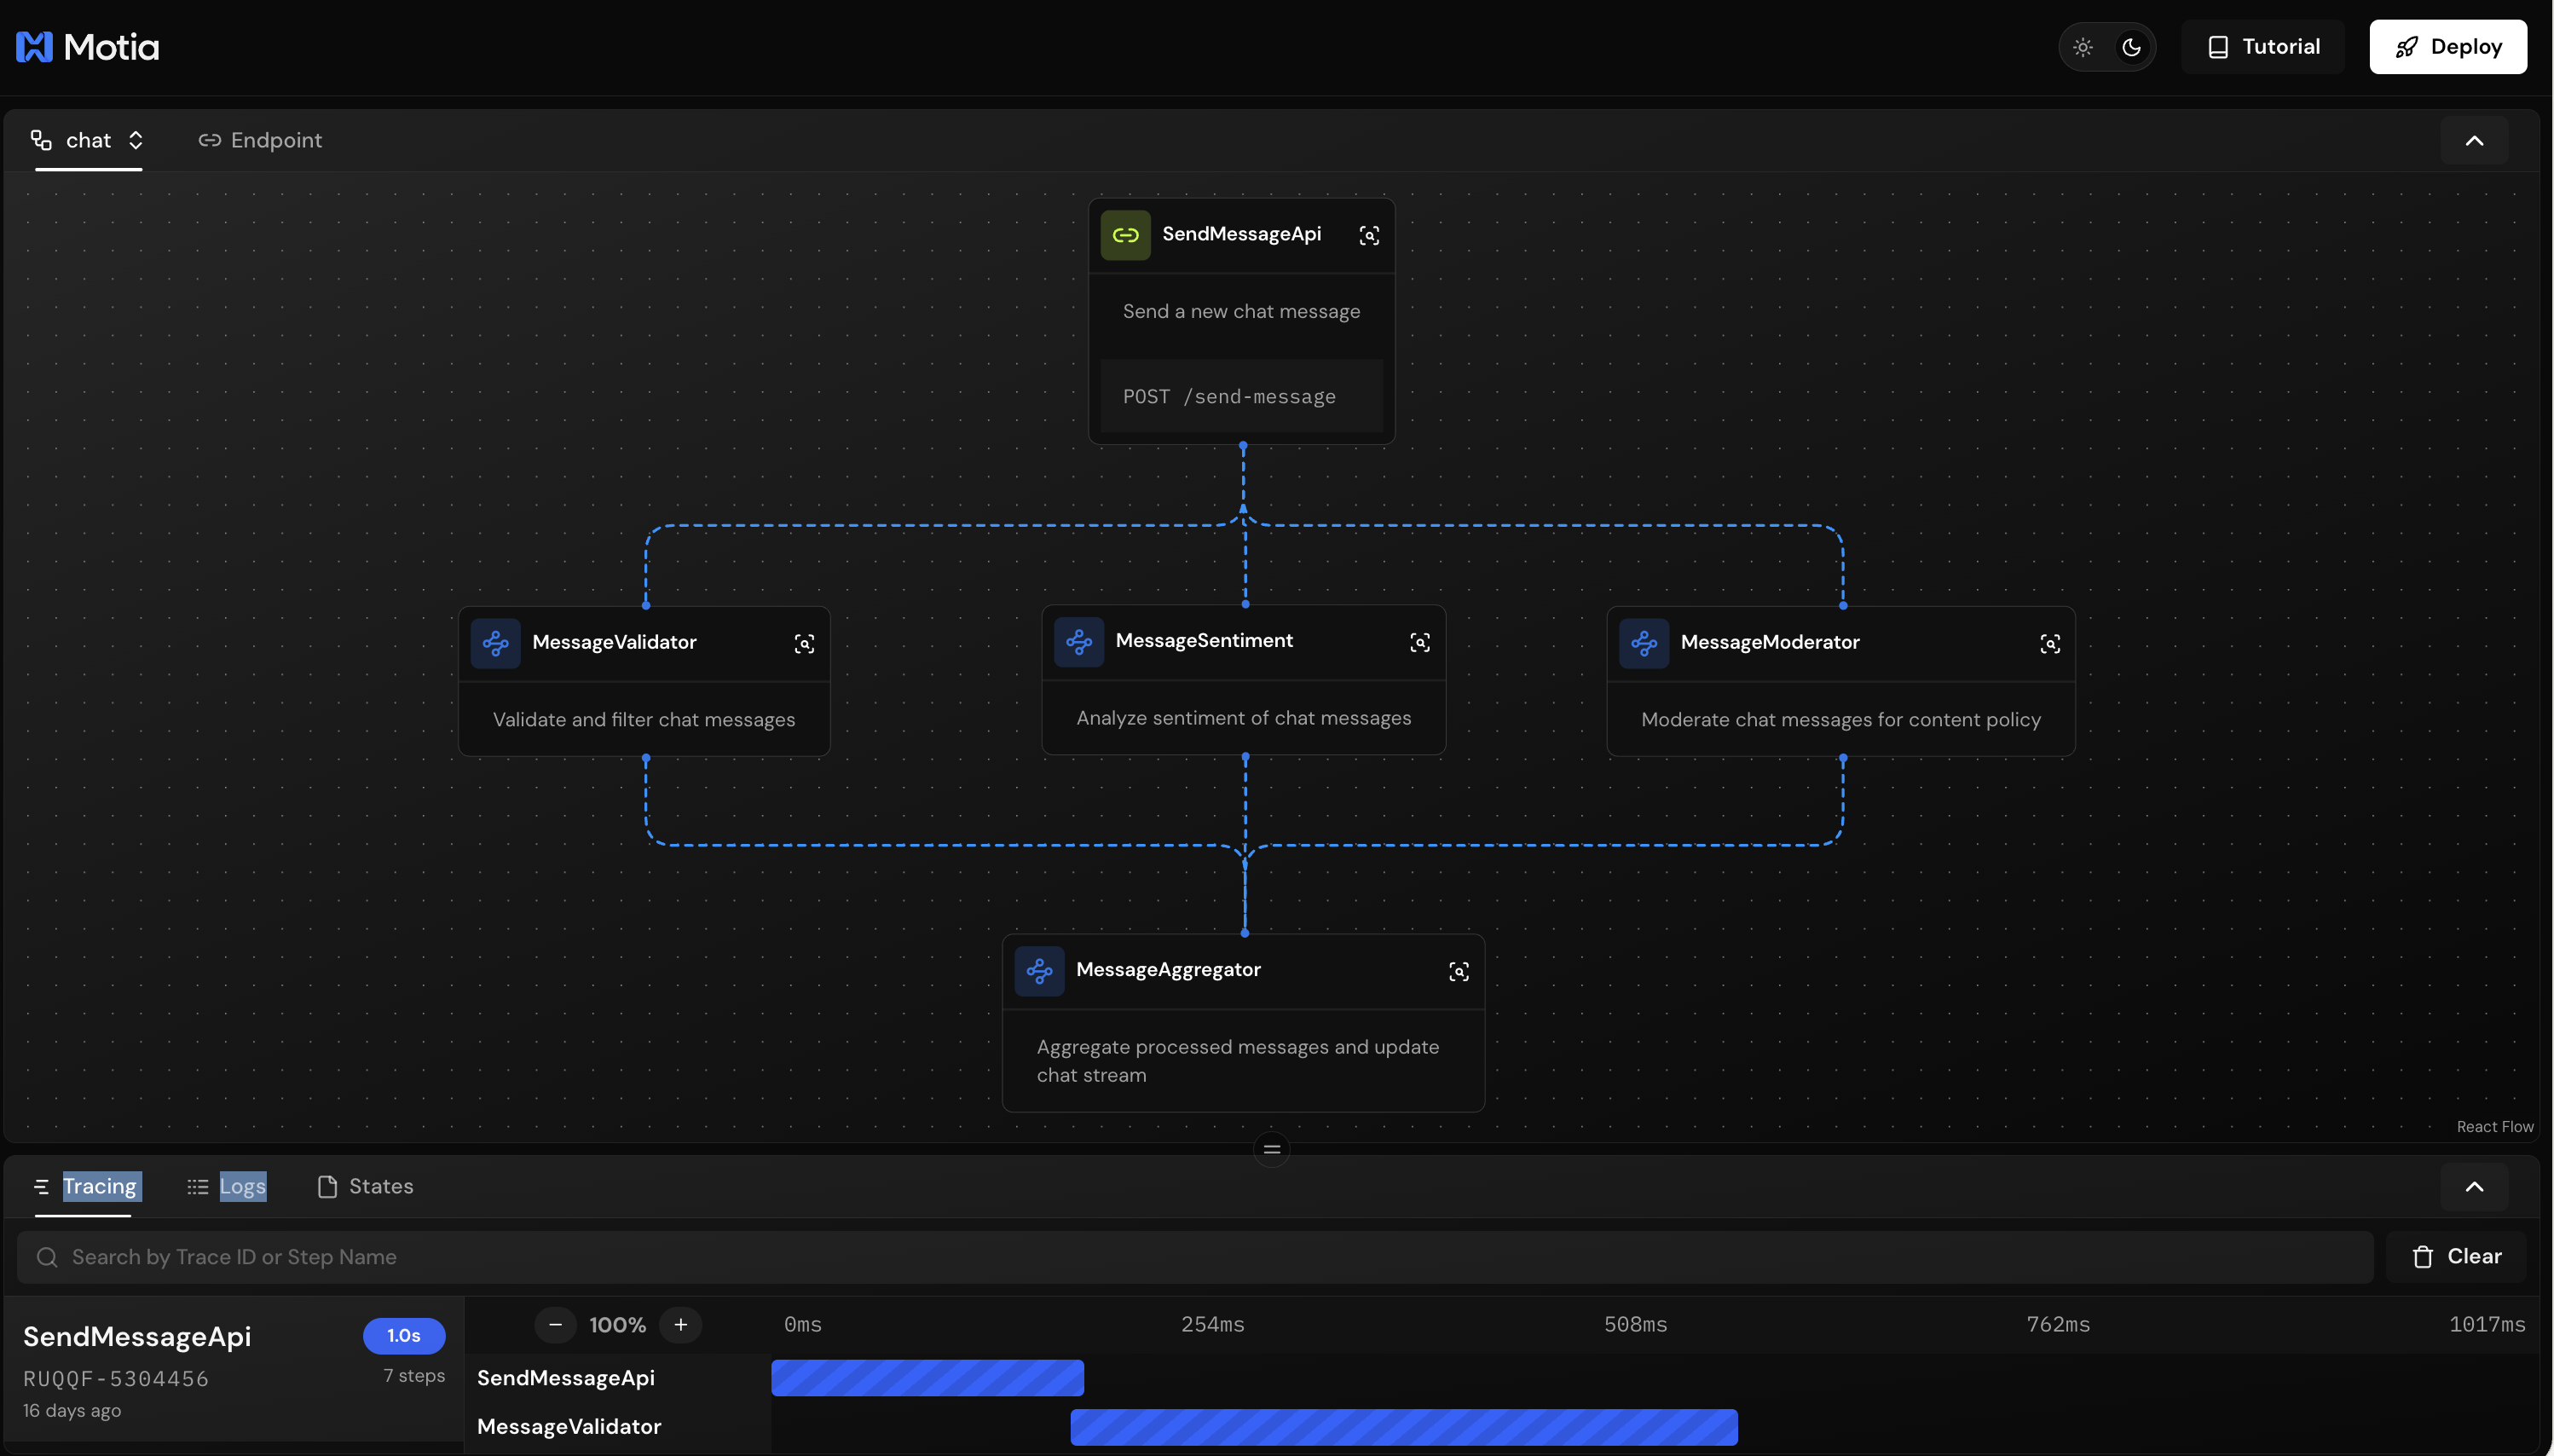 Motia
Tutorial
Deploy
chat
Endpoint
SendMessageApi
Send a new chat message
POST /send-message
MessageValidator
Validate and filter chat messages
MessageSentiment
Analyze sentiment of chat messages
MessageModerator
Moderate chat messages for content policy
MessageAggregator
Aggregate processed messages and update
chat stream
React Flow
Tracing
Logs
States
Search by Trace ID or Step Name
Clear
SendMessageApi
1.0s
RUQQF-5304456
7 steps
16 days ago
100%
0ms
254ms
508ms
762ms
1017ms
SendMessageApi
MessageValidator